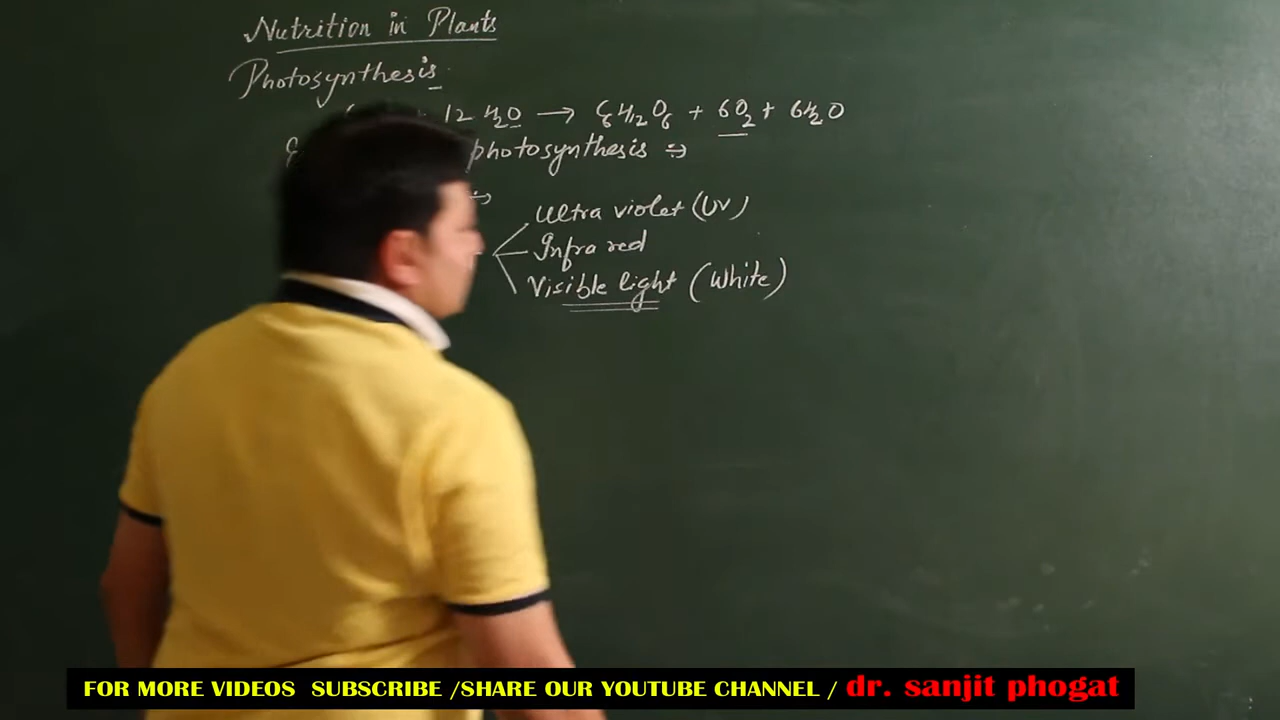 Nutrition in Plants
Photosynthesis
12 H2O → C6H12O6 + 6O2 + 6H2O
photosynthesis ⇒
Ultra violet (UV)
Infra red
Visible light (White)
FOR MORE VIDEOS SUBSCRIBE /SHARE OUR YOUTUBE CHANNEL / dr. sanjit phogat